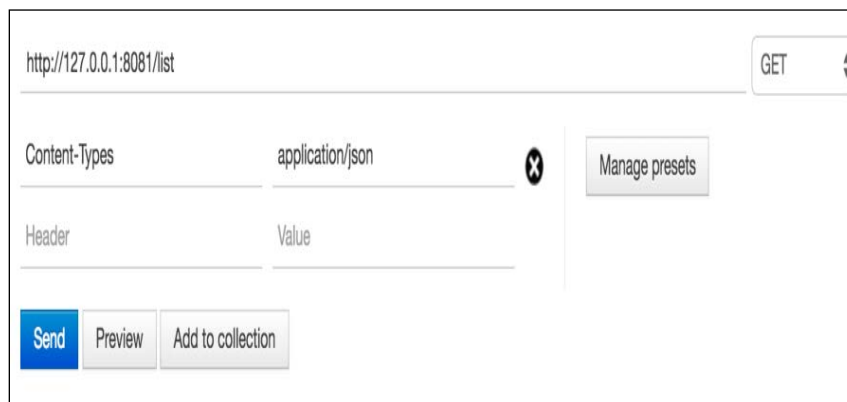 http://127.0.0.1:8081/list GET
Content-Types application/json Manage presets
Header Value
Send Preview Add to collection